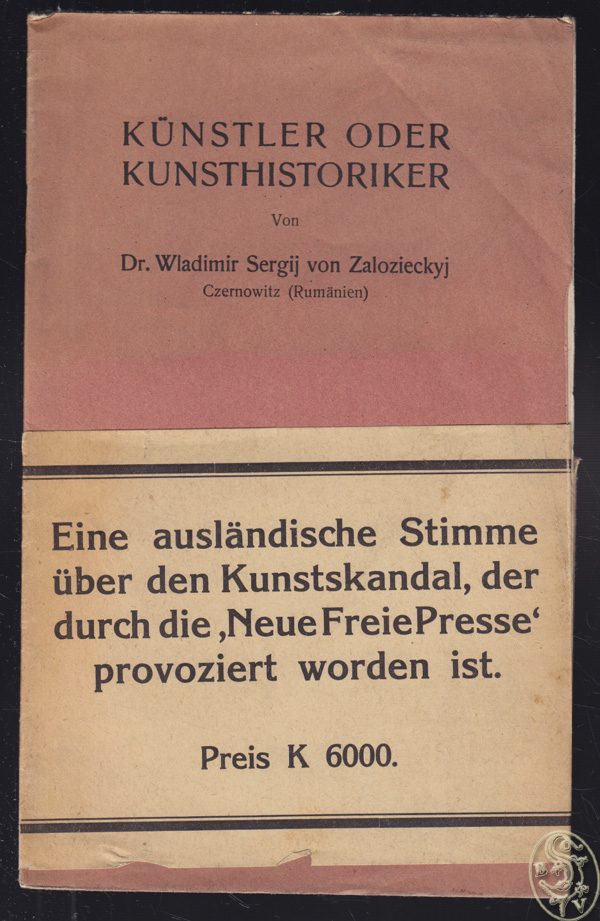 KÜNSTLER ODER
KUNSTHISTORIKER
Von
Dr. Wladimir Sergij von Zalozieckyj
Czernowitz (Rumänien)
Eine ausländische Stimme
über den Kunstskandal, der
durch die ‚Neue Freie Presse‘
provoziert worden ist.
Preis K 6000.